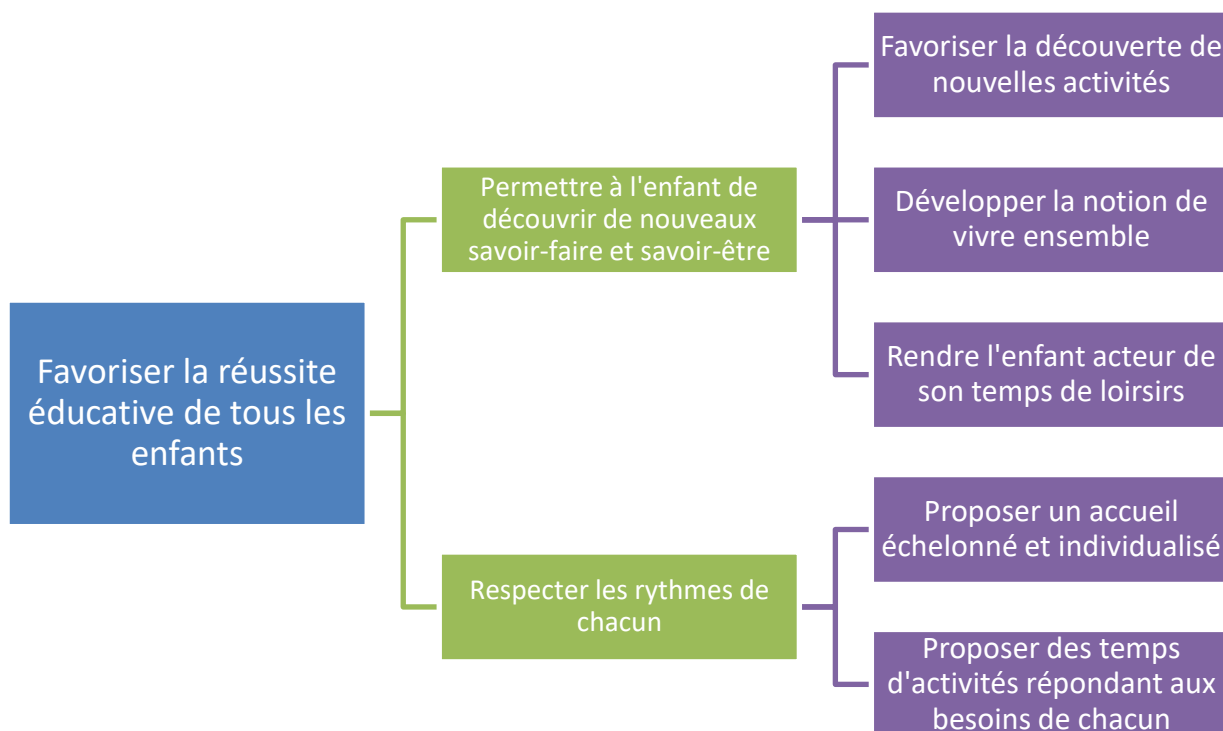 Favoriser la réussite
éducative de tous les
enfants
Permettre à l'enfant de
découvrir de nouveaux
savoir-faire et savoir-être
Favoriser la découverte de
nouvelles activités
Développer la notion de
vivre ensemble
Rendre l'enfant acteur de
son temps de loirsirs
Respecter les rythmes de
chacun
Proposer un accueil
échelonné et individualisé
Proposer des temps
d'activités répondant aux
besoins de chacun